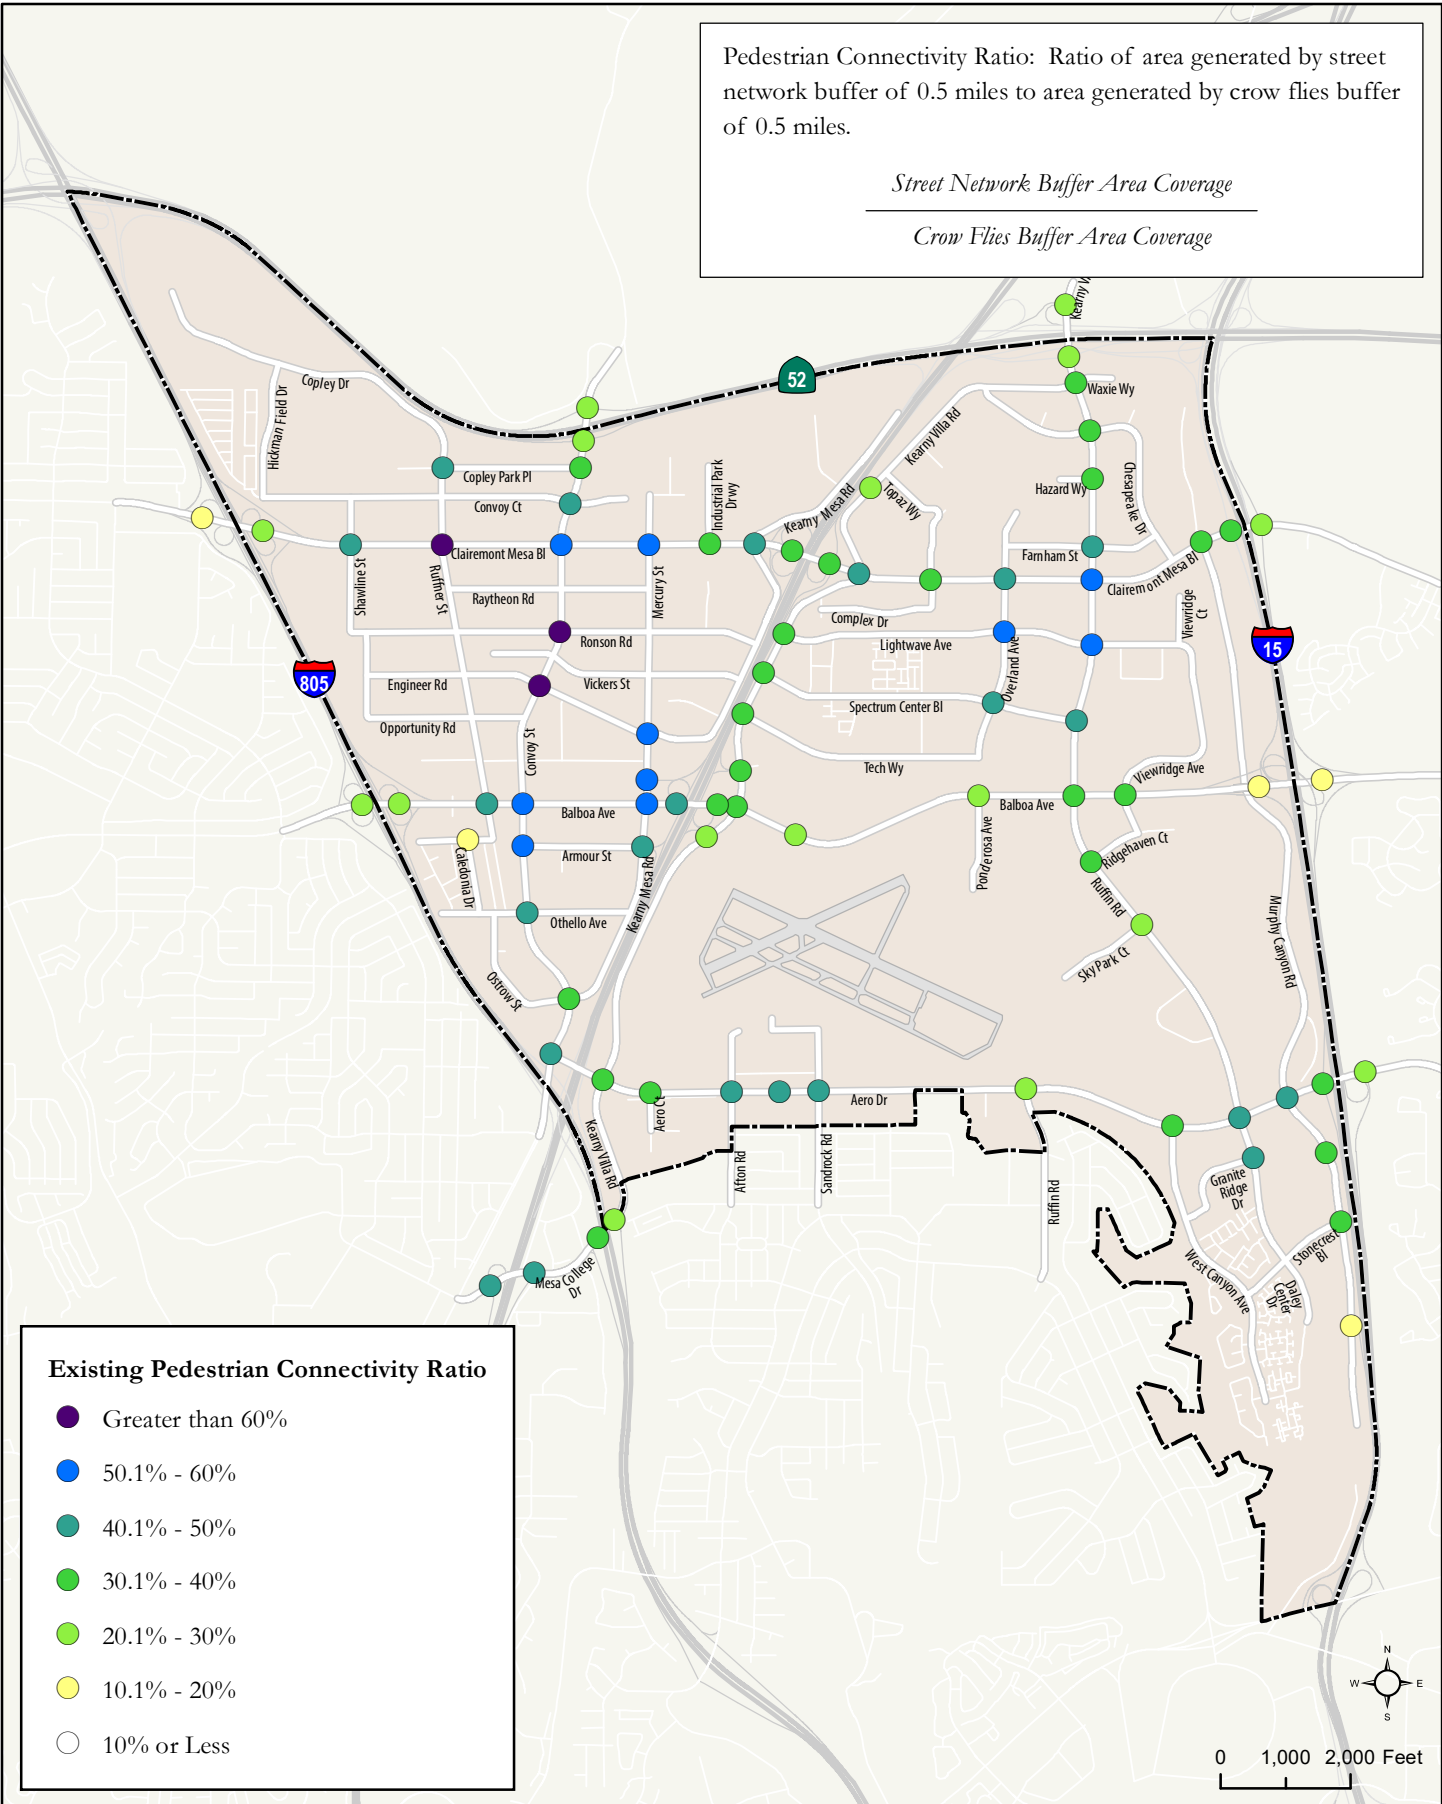 Pedestrian Connectivity Ratio: Ratio of area generated by street
network buffer of 0.5 miles to area generated by crow flies buffer
of 0.5 miles.
Street Network Buffer Area Coverage
Crow Flies Buffer Area Coverage
52
Waxie Wy
Copley Dr
Hickman Field Dr
Kearny Villa Rd
Copley Park Pl
Convoy Ct
Industrial Park
Drwy
Kearny Mesa Rd
Topaz Wy
Hazard Wy
Chesapeake Dr
Clairemont Mesa Bl
Farnham St
Clairemont Mesa Bl
Shawline St
Ruffner St
Raytheon Rd
Mercury St
Complex Dr
Viewridge
Ct
Ronson Rd
Lightwave Ave
Overland Ave
15
805
Engineer Rd
Vickers St
Spectrum Center Bl
Opportunity Rd
Convoy St
Tech Wy
Viewridge Ave
Balboa Ave
Balboa Ave
Caledonia Dr
Armour St
Kearny Mesa Rd
Ponderosa Ave
Ridgehaven Ct
Ruffin Rd
Othello Ave
Murphy Canyon Rd
Sky Park Ct
Ostrow St
Aero Ct
Aero Dr
Kearny Villa Rd
Afton Rd
Sandrock Rd
Ruffin Rd
Granite
Ridge
Dr
Stonecrest
Bl
West Canyon Ave
Daley
Center
Dr
Mesa College
Dr
Existing Pedestrian Connectivity Ratio
Greater than 60%
50.1% - 60%
40.1% - 50%
30.1% - 40%
20.1% - 30%
10.1% - 20%
10% or Less
N
W E
S
0 1,000 2,000 Feet